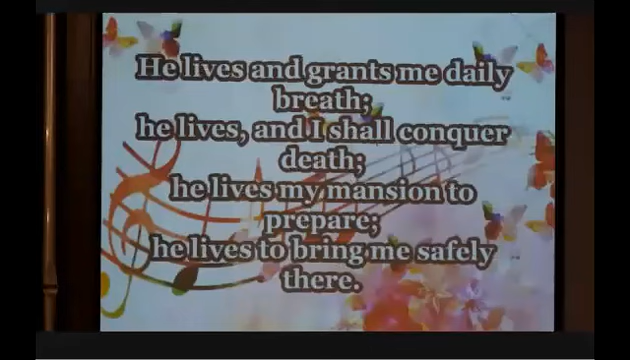 He lives and grants me daily
breath;
he lives, and I shall conquer
death;
he lives my mansion to
prepare;
he lives to bring me safely
there.